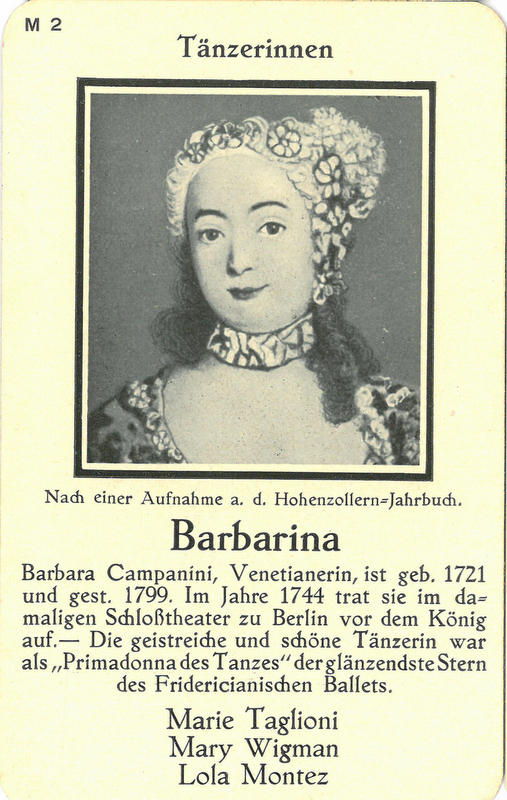 M 2
Tänzerinnen
Nach einer Aufnahme a. d. Hohenzollern=Jahrbuch.
Barbarina
Barbara Campanini, Venetianerin, ist geb. 1721
und gest. 1799. Im Jahre 1744 trat sie im da=
maligen Schloßtheater zu Berlin vor dem König
auf.— Die geistreiche und schöne Tänzerin war
als „Primadonna des Tanzes“ der glänzendste Stern
des Fridericianischen Ballets.
Marie Taglioni
Mary Wigman
Lola Montez